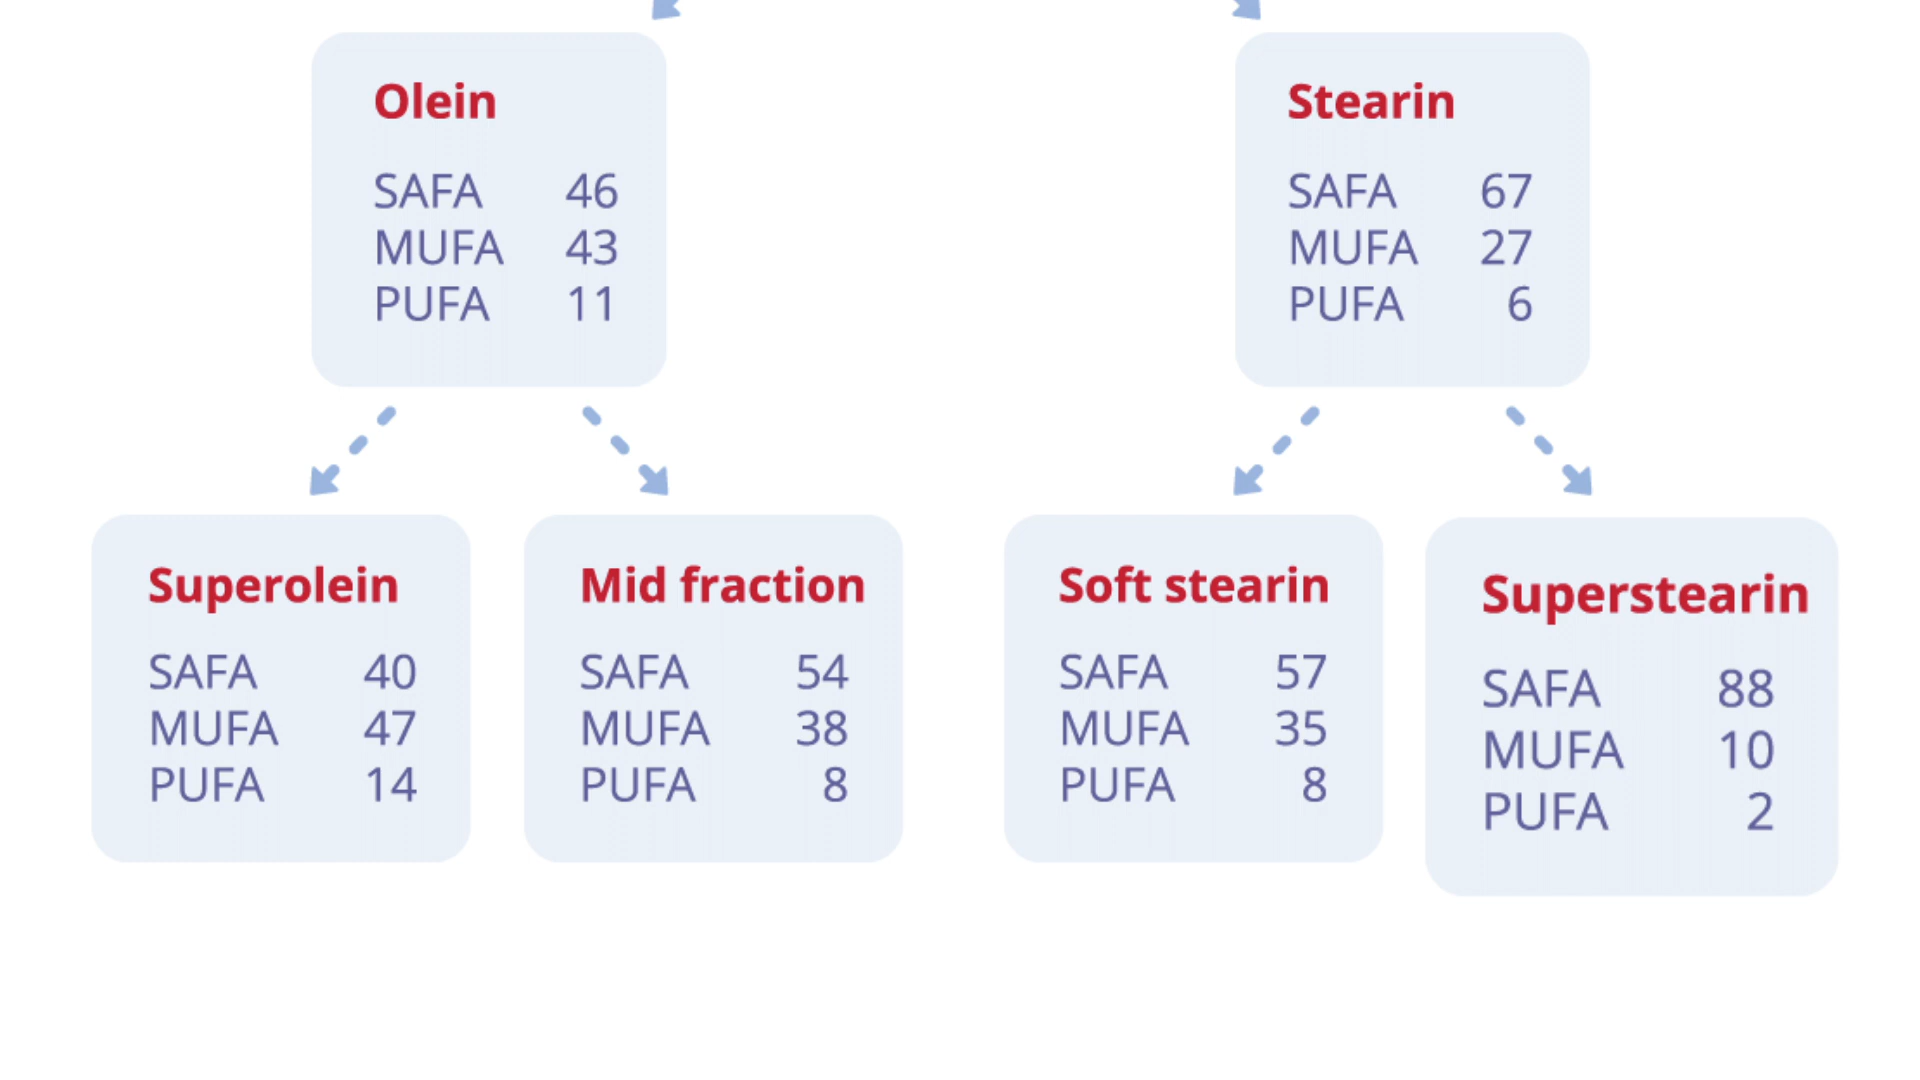 Olein
SAFA 46
MUFA 43
PUFA 11
Stearin
SAFA 67
MUFA 27
PUFA 6
Superolein
SAFA 40
MUFA 47
PUFA 14
Mid fraction
SAFA 54
MUFA 38
PUFA 8
Soft stearin
SAFA 57
MUFA 35
PUFA 8
Superstearin
SAFA 88
MUFA 10
PUFA 2